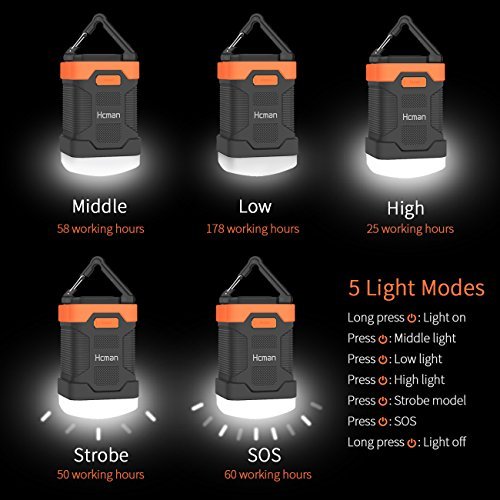 Hcman
Hcman
Hcman
Middle
58 working hours
Low
178 working hours
High
25 working hours
Hcman
Hcman
Strobe
50 working hours
SOS
60 working hours
5 Light Modes
Long press ⏻: Light on
Press ⏻: Middle light
Press ⏻: Low light
Press ⏻: High light
Press ⏻: Strobe model
Press ⏻: SOS
Long press ⏻: Light off